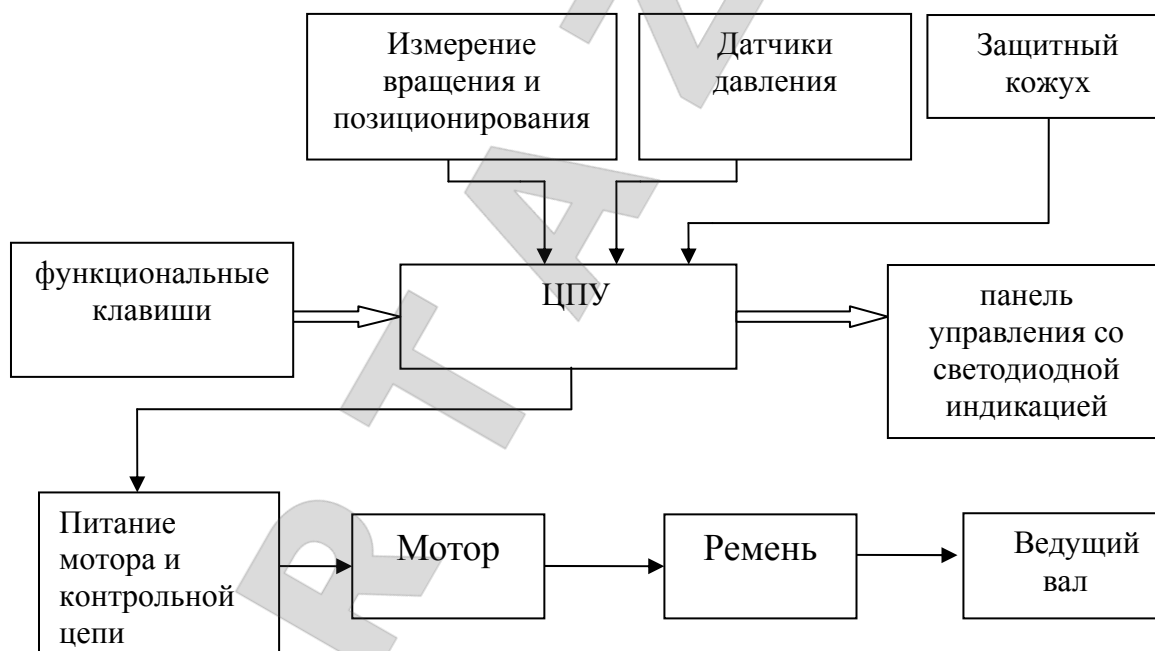 Измерение
вращения и
позиционирования
Датчики
давления
Защитный
кожух
функциональные
клавиши
ЦПУ
панель
управления со
светодиодной
индикацией
Питание
мотора и
контрольной
цепи
Мотор
Ремень
Ведущий
вал